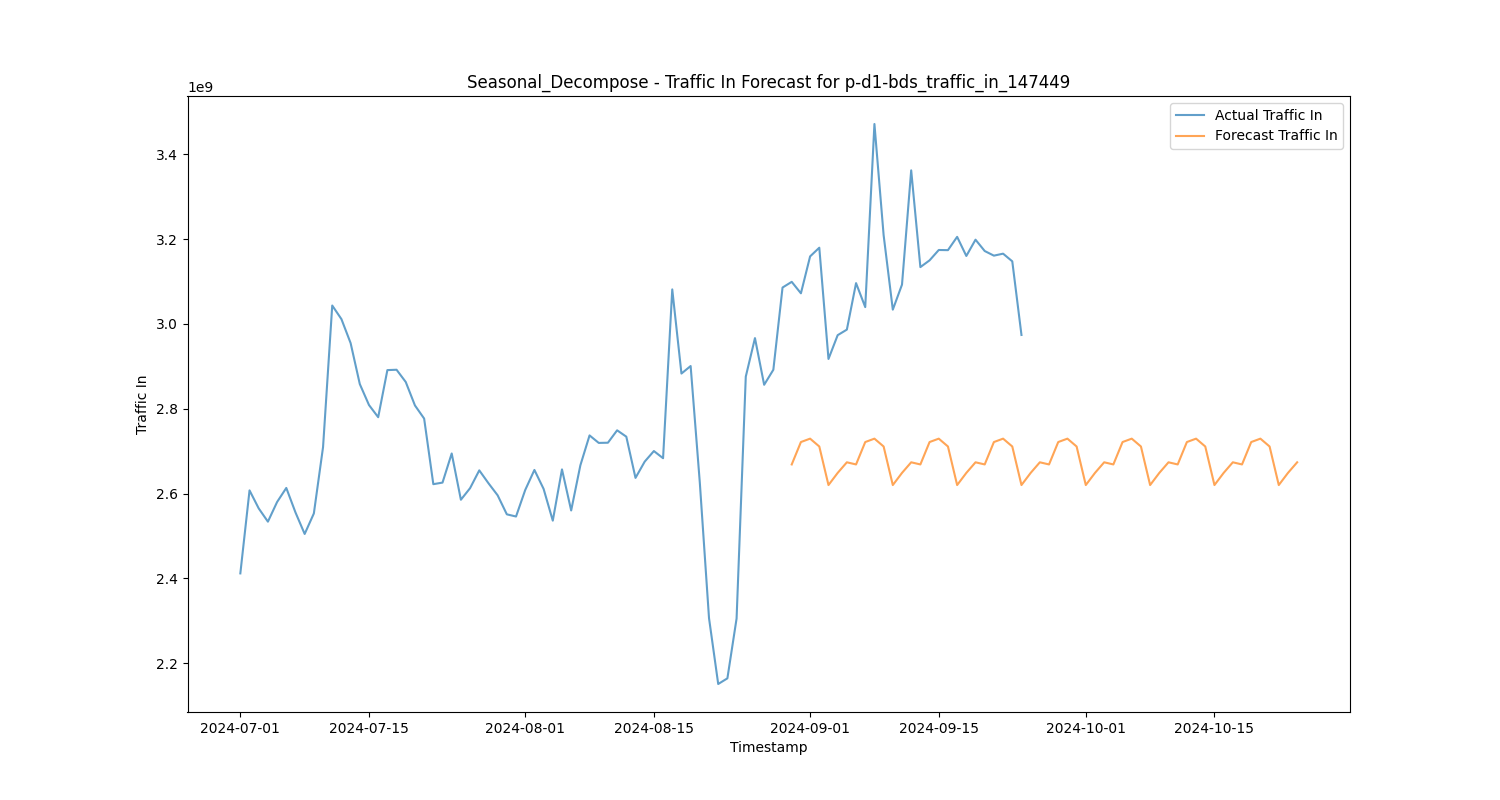 Seasonal_Decompose - Traffic In Forecast for p-d1-bds_traffic_in_147449
1e9
Actual Traffic In
Forecast Traffic In
3.4
3.2
3.0
2.8
2.6
2.4
2.2
Traffic In
2024-07-01 2024-07-15 2024-08-01 2024-08-15 2024-09-01 2024-09-15 2024-10-01 2024-10-15
Timestamp